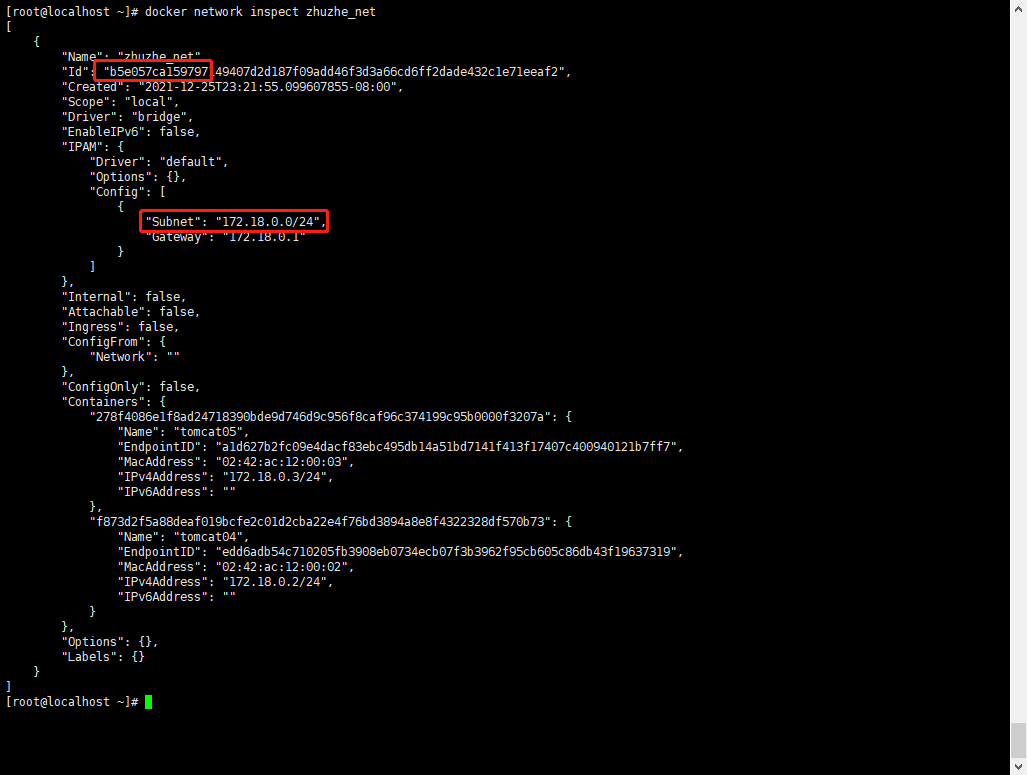 [root@localhost ~]# docker network inspect zhuzhe_net
[
    {
        "Name": "zhuzhe_net",
        "Id": "b5e057ca159797149407d2d187f09add46f3d3a66cd6ff2dade432c1e71eeaf2",
        "Created": "2021-12-25T23:21:55.099607855-08:00",
        "Scope": "local",
        "Driver": "bridge",
        "EnableIPv6": false,
        "IPAM": {
            "Driver": "default",
            "Options": {},
            "Config": [
                {
                    "Subnet": "172.18.0.0/24",
                    "Gateway": "172.18.0.1"
                }
            ]
        },
        "Internal": false,
        "Attachable": false,
        "Ingress": false,
        "ConfigFrom": {
            "Network": ""
        },
        "ConfigOnly": false,
        "Containers": {
            "278f4086e1f8ad24718390bde9d746d9c956f8caf96c374199c95b0000f3207a": {
                "Name": "tomcat05",
                "EndpointID": "a1d627b2fc09e4dacf83ebc495db14a51bd7141f413f17407c400940121b7ff7",
                "MacAddress": "02:42:ac:12:00:03",
                "IPv4Address": "172.18.0.3/24",
                "IPv6Address": ""
            },
            "f873d2f5a88deaf019bcfe2c01d2cba22e4f76bd3894a8e8f4322328df570b73": {
                "Name": "tomcat04",
                "EndpointID": "edd6adb54c710205fb3908eb0734ecb07f3b3962f95cb605c86db43f19637319",
                "MacAddress": "02:42:ac:12:00:02",
                "IPv4Address": "172.18.0.2/24",
                "IPv6Address": ""
            }
        },
        "Options": {},
        "Labels": {}
    }
]
[root@localhost ~]#